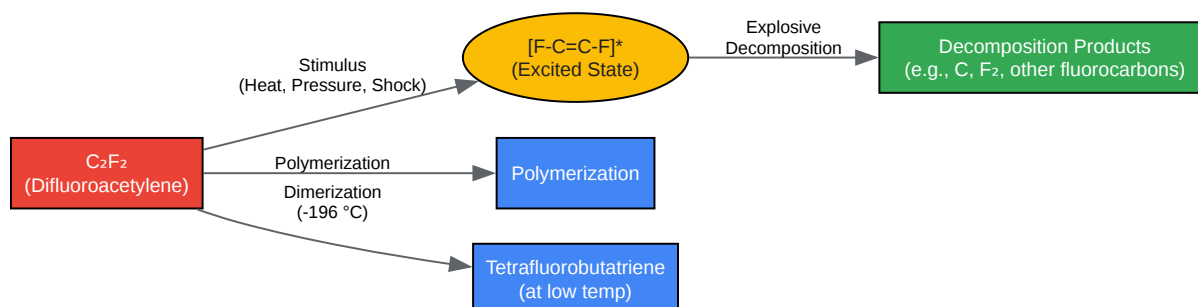 [F-C=C-F]*
(Excited State)
Explosive
Decomposition
Decomposition Products
(e.g., C, F₂, other fluorocarbons)
Stimulus
(Heat, Pressure, Shock)
C₂F₂
(Difluoroacetylene)
Polymerization
Polymerization
Dimerization
(-196 °C)
Tetrafluorobutatriene
(at low temp)